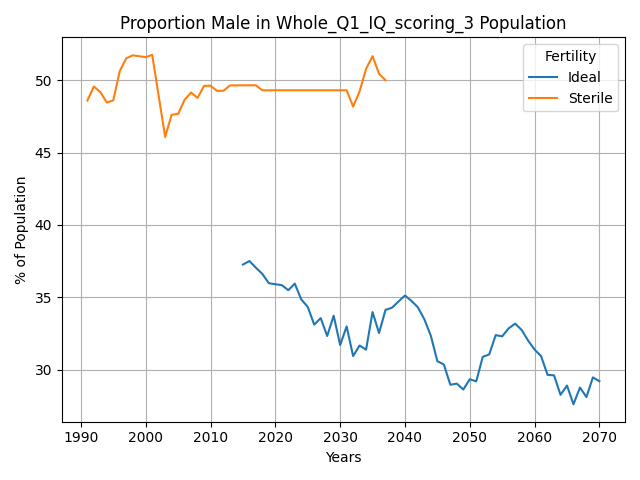 Proportion Male in Whole_Q1_IQ_scoring_3 Population
Fertility
Ideal
Sterile
% of Population
50
45
40
35
30
1990 2000 2010 2020 2030 2040 2050 2060 2070
Years